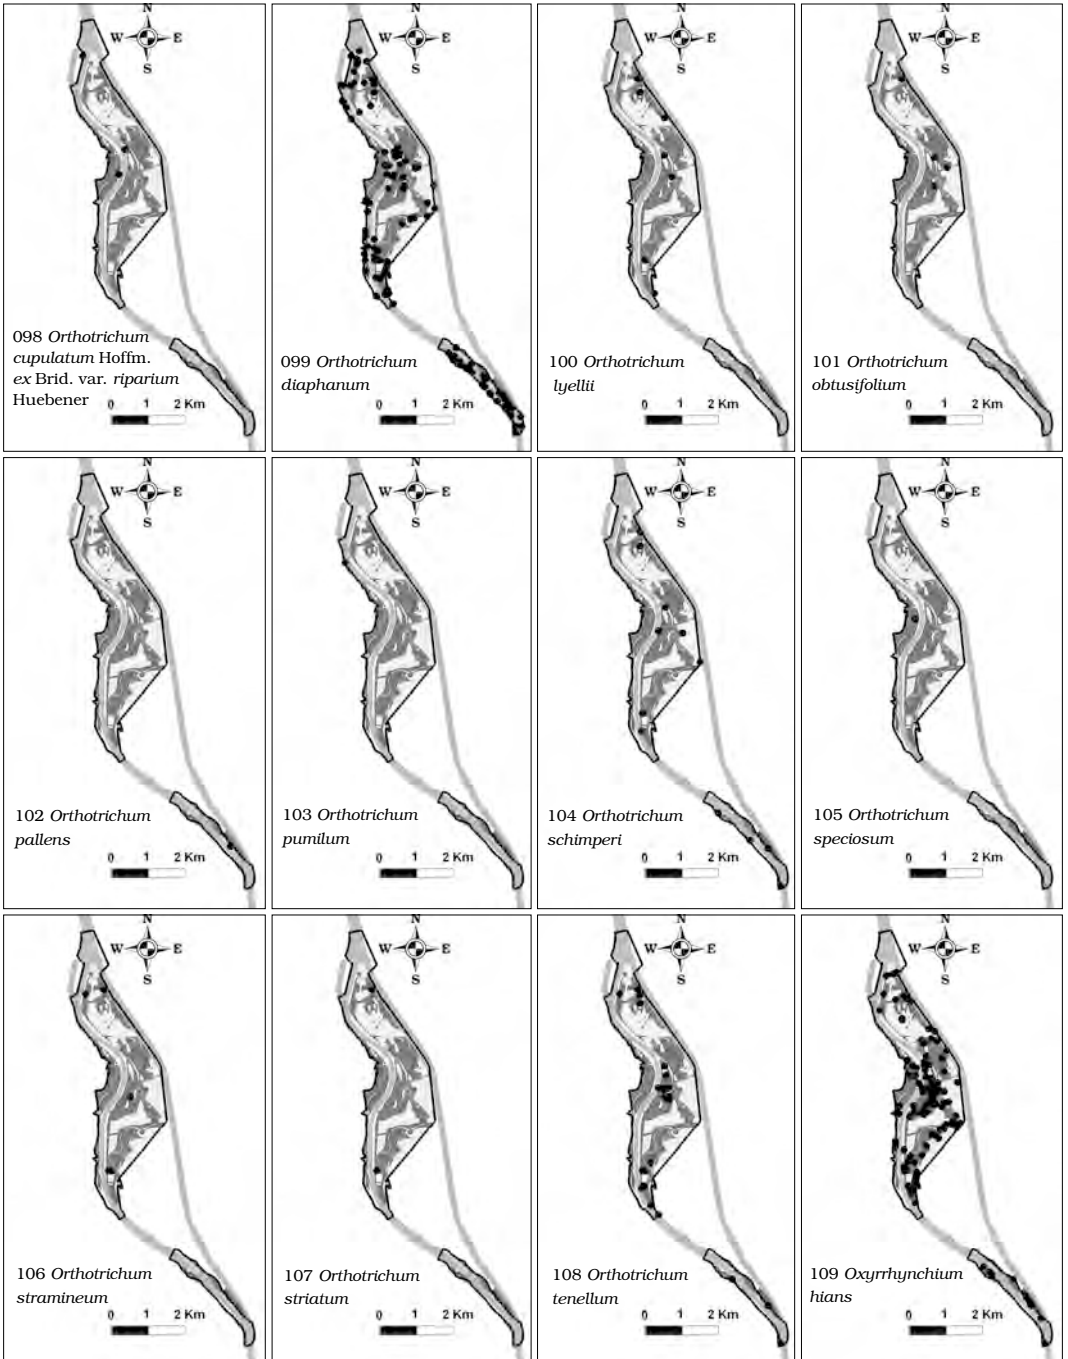 N
W E
S
098 Orthotrichum
cupulatum Hoffm.
ex Brid. var. riparium
Huebener
0 1 2 Km
N
W E
S
099 Orthotrichum
diaphanum
0 1 2 Km
N
W E
S
100 Orthotrichum
lyellii
0 1 2 Km
N
W E
S
101 Orthotrichum
obtusifolium
0 1 2 Km
N
W E
S
102 Orthotrichum
pallens
0 1 2 Km
N
W E
S
103 Orthotrichum
pumilum
0 1 2 Km
N
W E
S
104 Orthotrichum
schimperi
0 1 2 Km
N
W E
S
105 Orthotrichum
speciosum
0 1 2 Km
N
W E
S
106 Orthotrichum
stramineum
0 1 2 Km
N
W E
S
107 Orthotrichum
striatum
0 1 2 Km
N
W E
S
108 Orthotrichum
tenellum
0 1 2 Km
N
W E
S
109 Oxyrrhynchium
hians
0 1 2 Km